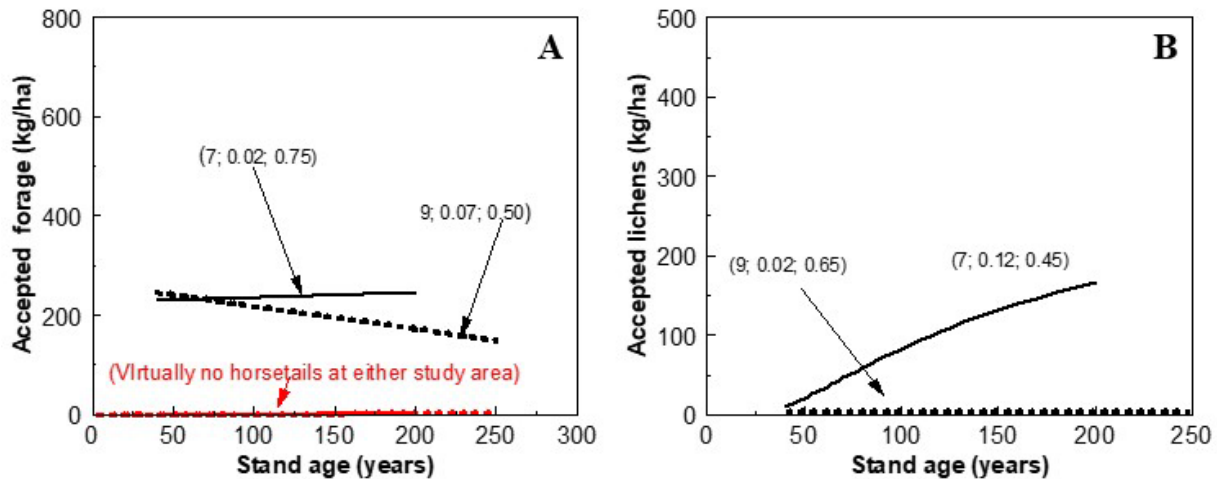 A
Accepted forage (kg/ha)
800
600
400
200
0
(7; 0.02; 0.75)
9; 0.07; 0.50)
(VIrtually no horsetails at either study area)
0 50 100 150 200 250 300
Stand age (years)
B
Accepted lichens (kg/ha)
500
400
300
200
150
100
0
(9; 0.02; 0.65)
(7; 0.12; 0.45)
0 50 100 150 200 250
Stand age (years)